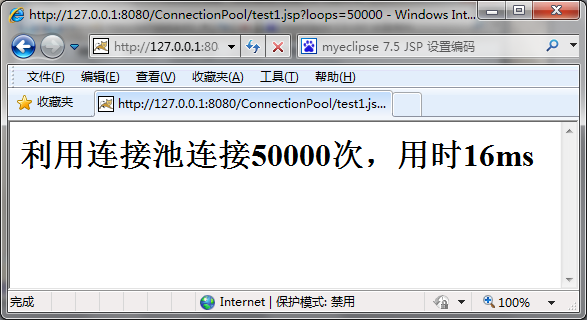 http://127.0.0.1:8080/ConnectionPool/test1.jsp?loops=50000 - Windows Int...
http://127.0.0.1:80 myeclipse 7.5 JSP 设置编码
文件(F) 编辑(E) 查看(V) 收藏夹(A) 工具(T) 帮助(H)
收藏夹 http://127.0.0.1:8080/ConnectionPool/test1.js...
利用连接池连接50000次，用时16ms
完成 Internet | 保护模式: 禁用 100%